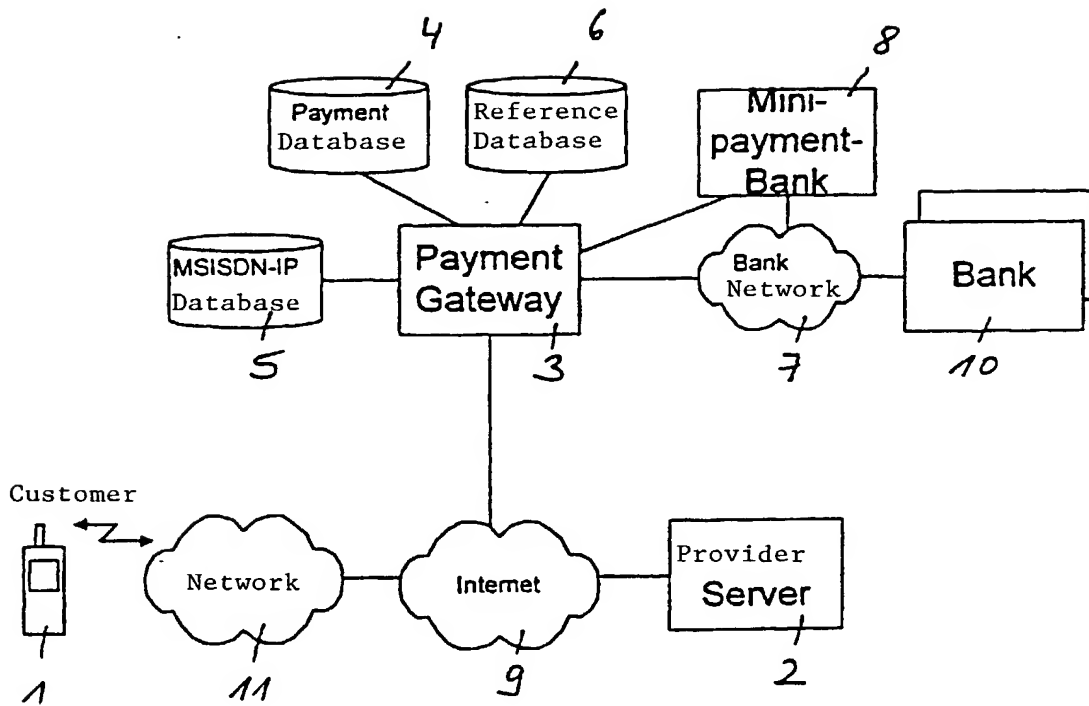 4
6
8
Payment
Database
Reference
Database
Mini-
payment-
Bank
MSISDN-IP
Database
Payment
Gateway
Bank
Network
Bank
5
3
7
10
Customer
Network
Internet
Provider
Server
1
11
9
2